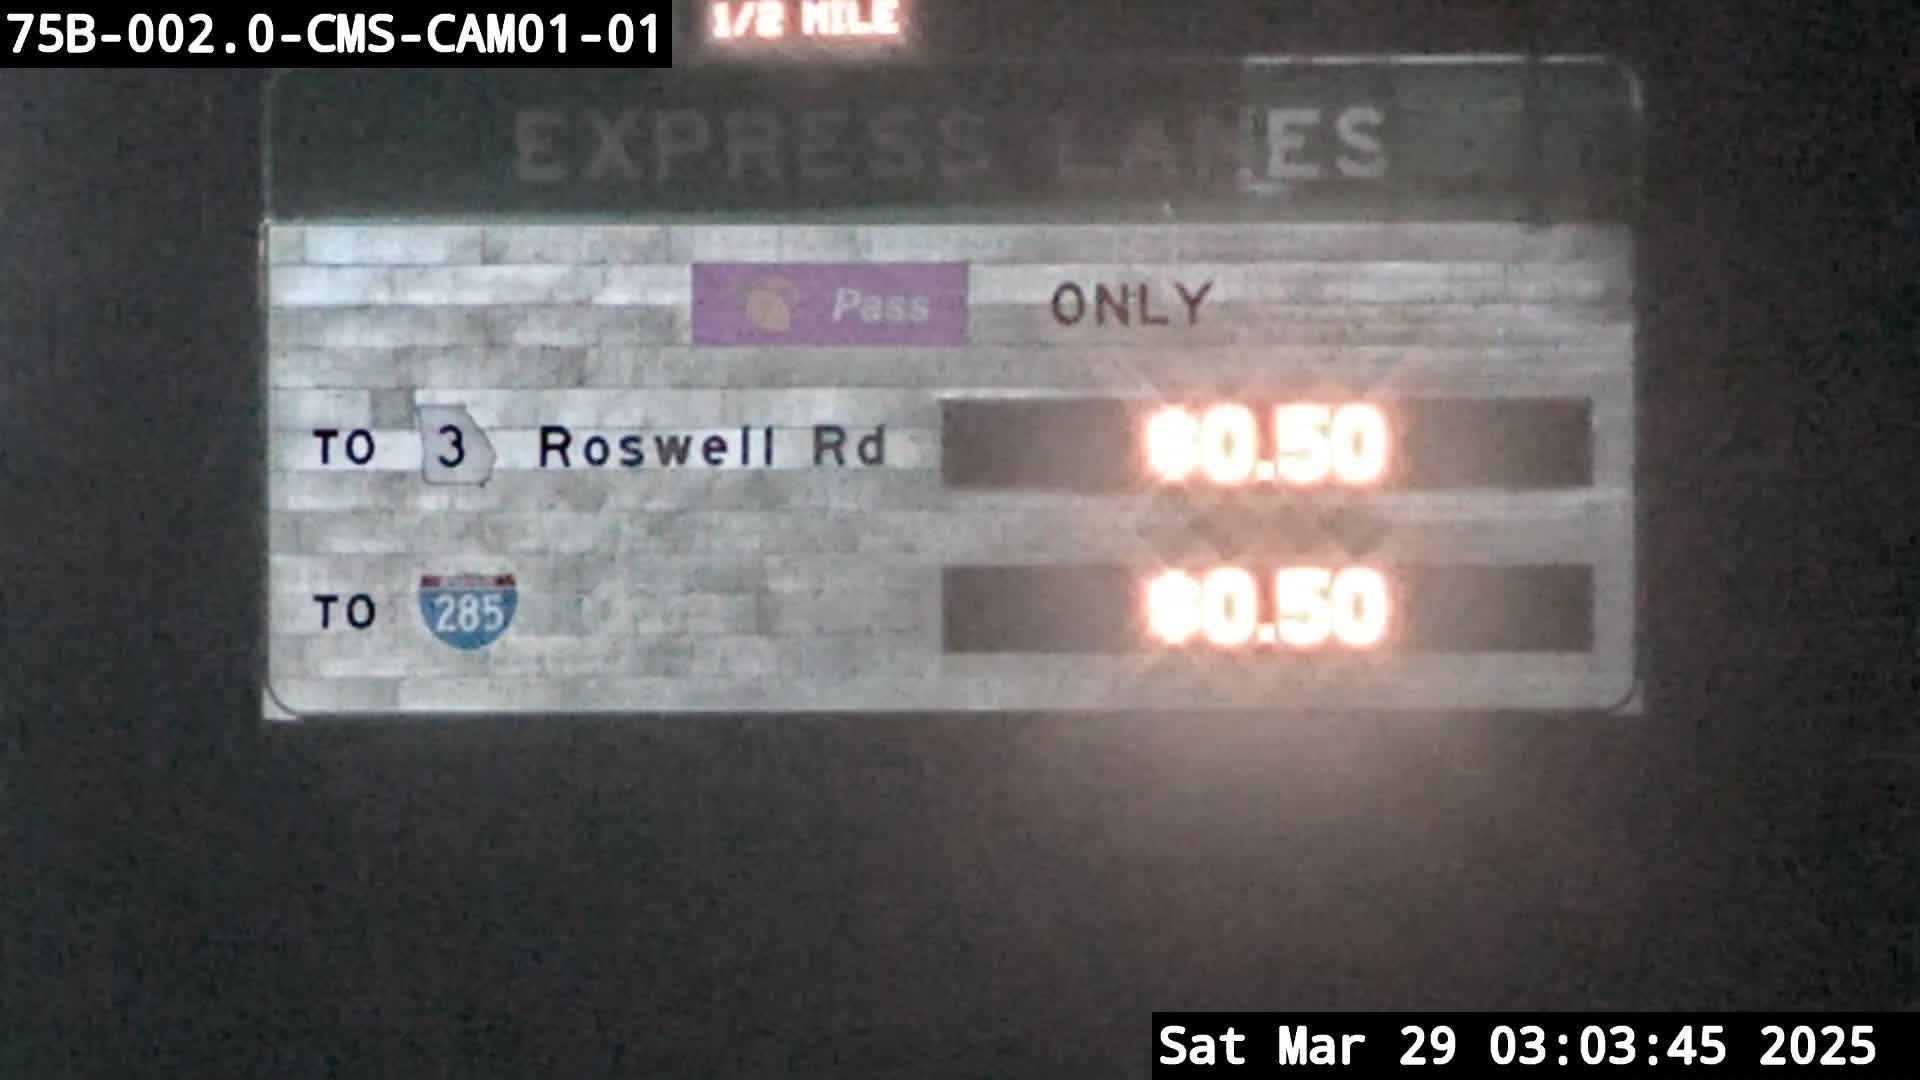 75B-002.0-CMS-CAM01-01
1/2 MILE
EXPRESS LANES
Pass ONLY
TO 3 Roswell Rd $0.50
TO 285 $0.50
Sat Mar 29 03:03:45 2025